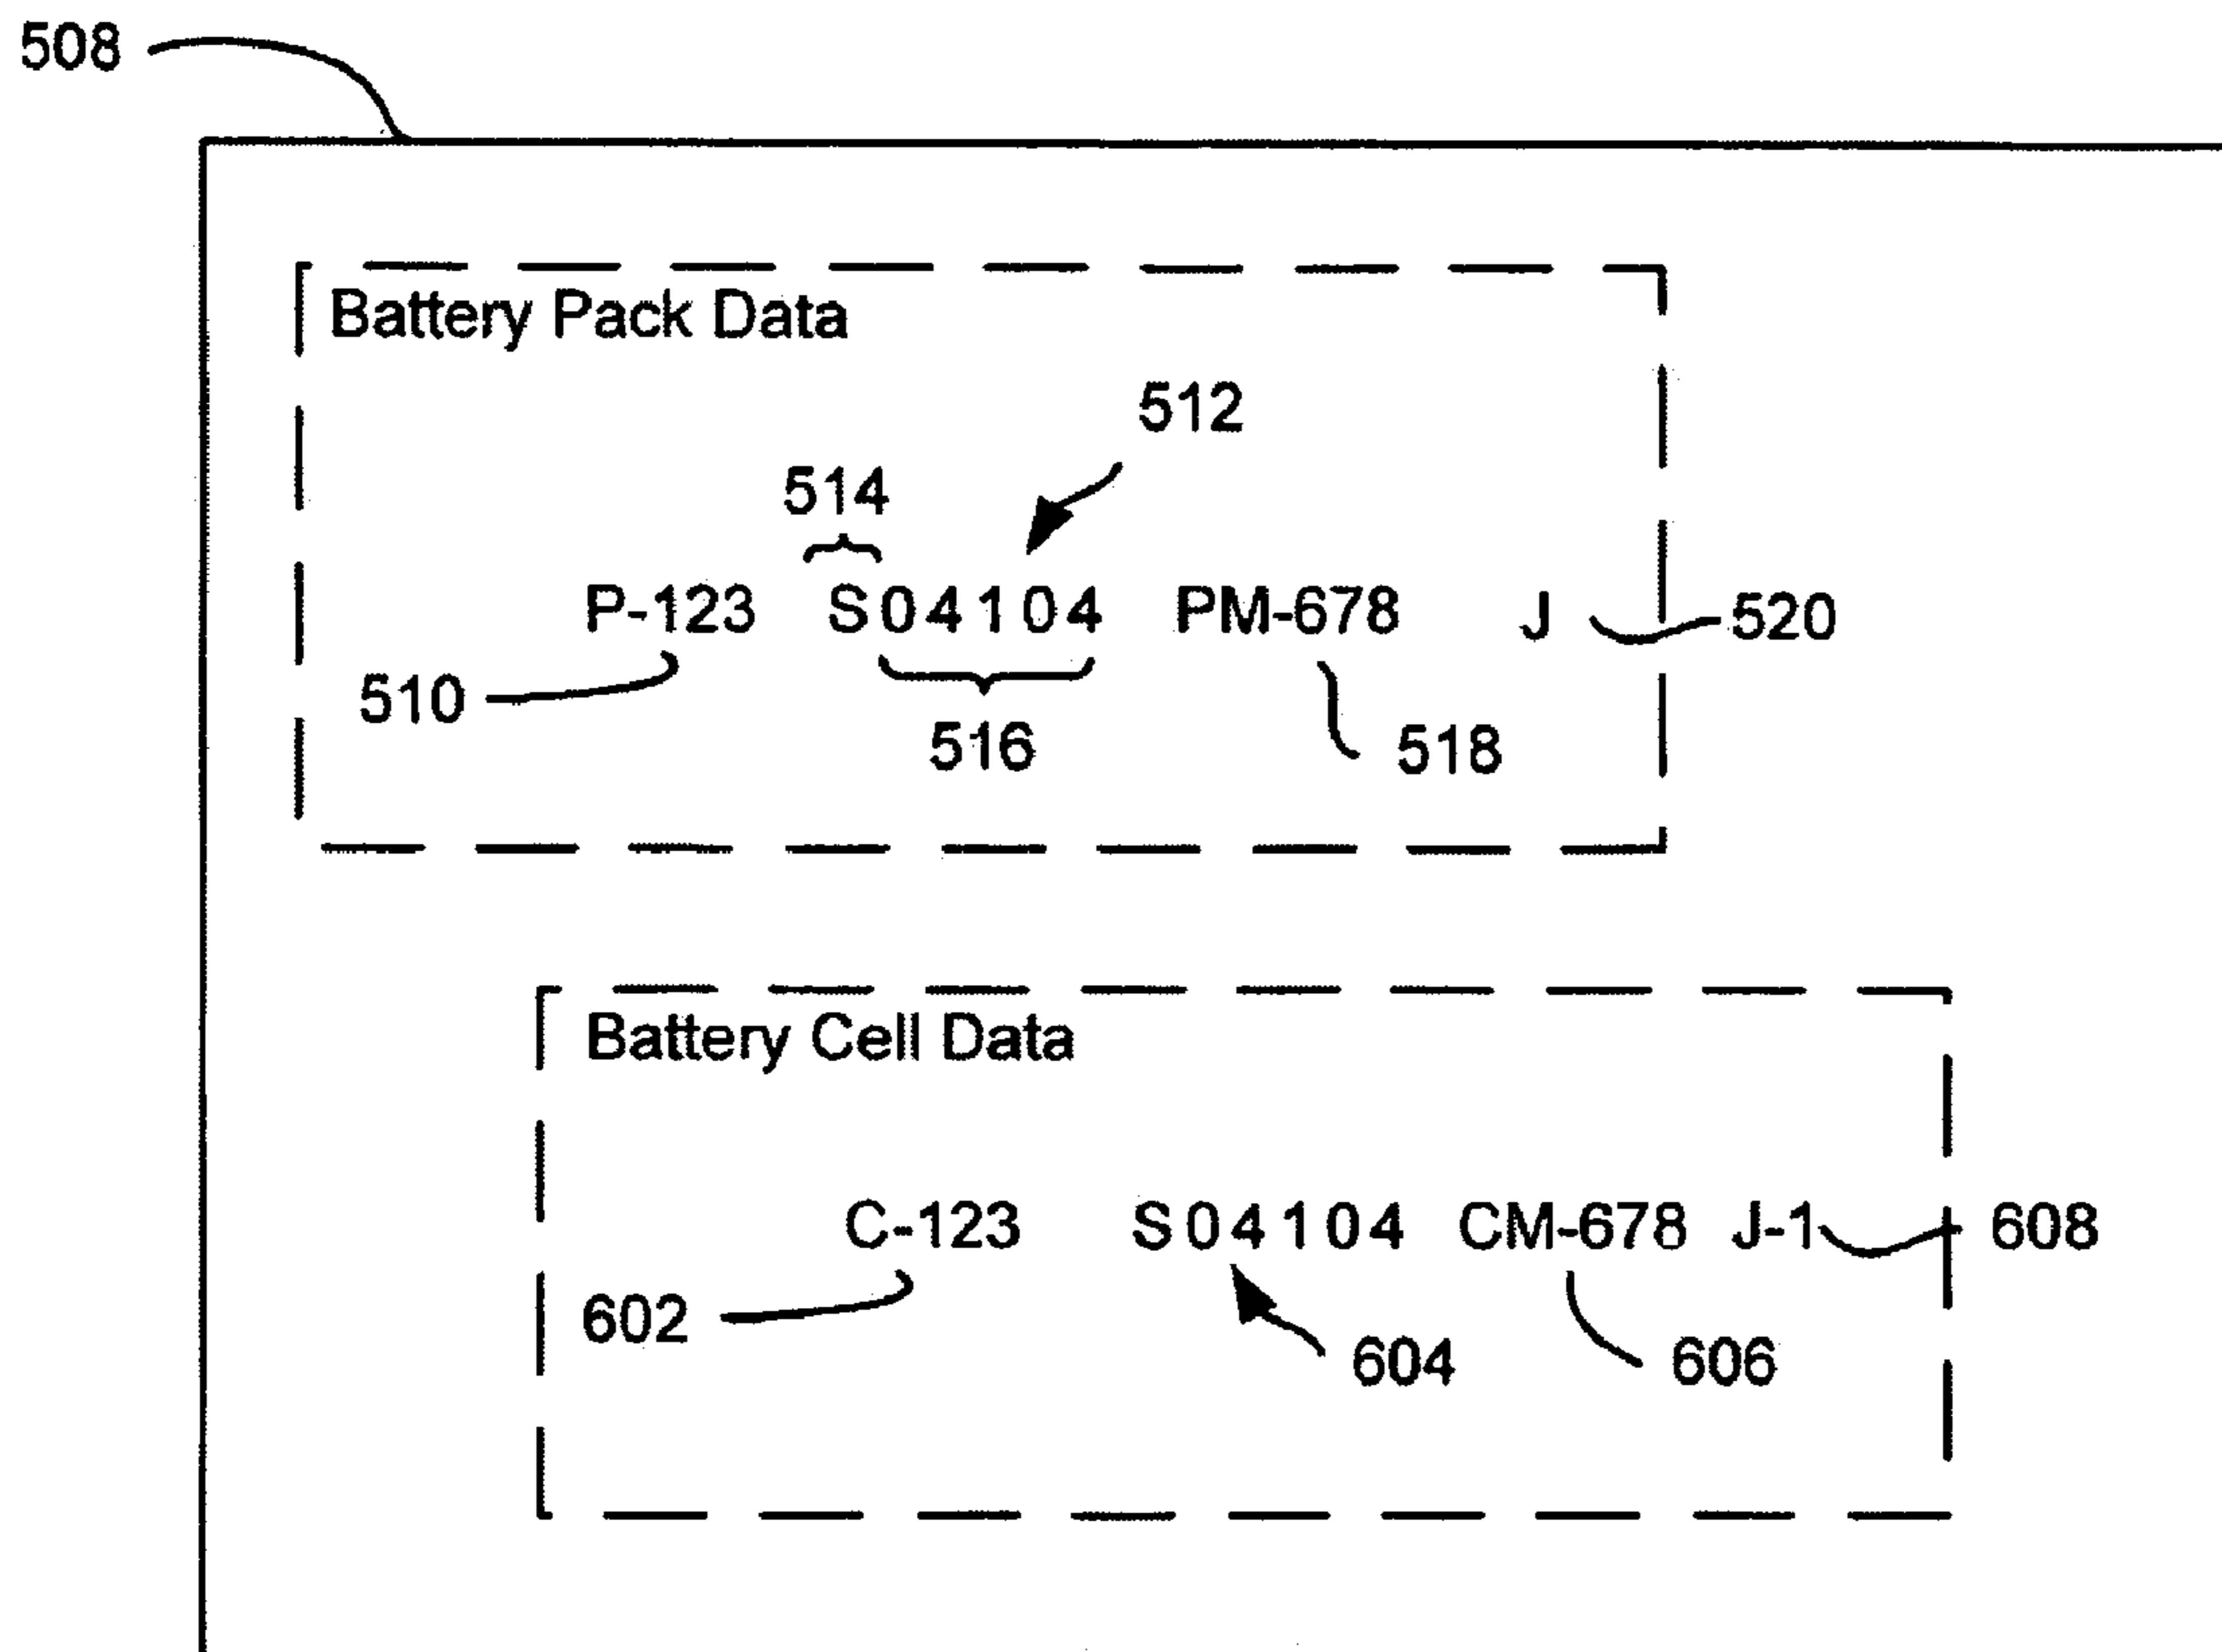 508
Battery Pack Data
512
514
P-123 S04104 PM-678 J 520
510
516
518
Battery Cell Data
C-123 S04104 CM-678 J-1 608
602
604
606